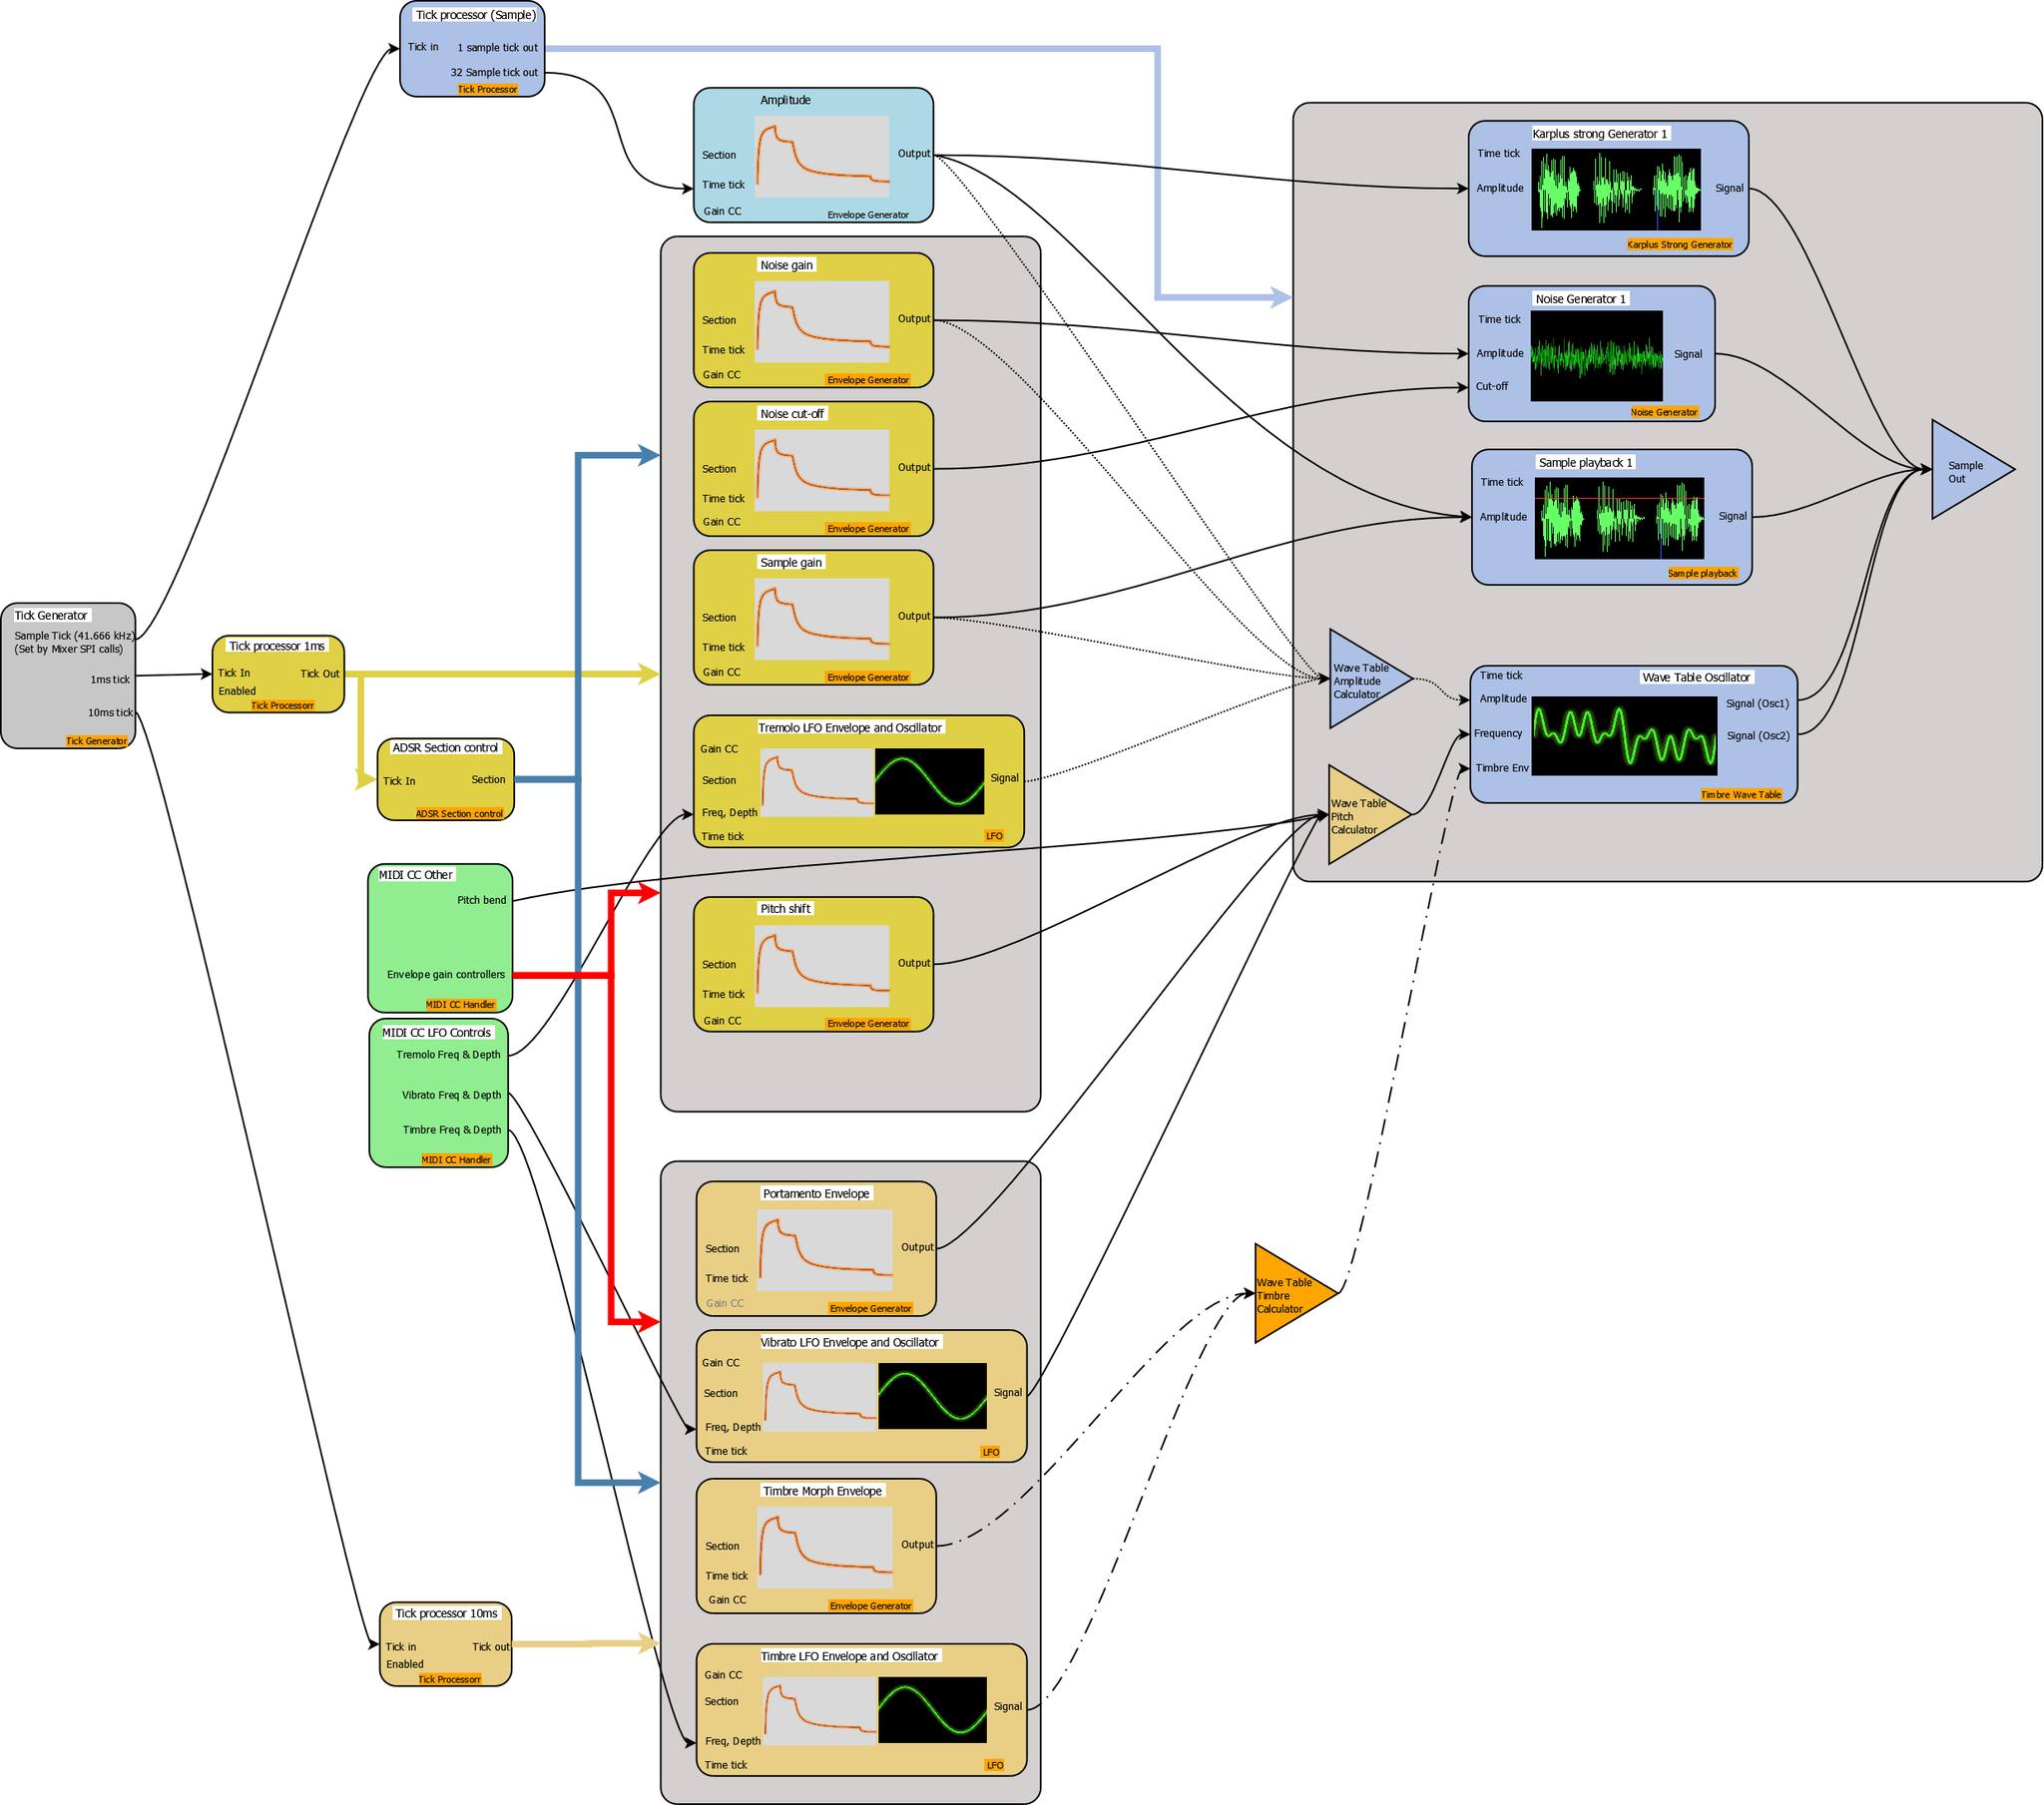 Tick processor (Sample)
Tick in
1 sample tick out
32 Sample tick out
Tick Processor
Amplitude
Section
Time tick
Gain CC
Output
Envelope Generator
Karplus strong Generator 1
Time tick
Amplitude
Signal
Karplus Strong Generator
Noise gain
Section
Time tick
Gain CC
Output
Envelope Generator
Noise Generator 1
Time tick
Amplitude
Cut-off
Signal
Noise Generator
Noise cut-off
Section
Time tick
Gain CC
Output
Envelope Generator
Sample playback 1
Time tick
Amplitude
Signal
Sample playback
Sample
Out
Sample gain
Section
Time tick
Gain CC
Output
Envelope Generator
Tick Generator
Sample Tick (41.666 kHz)
(Set by Mixer SPI calls)
1ms tick
10ms tick
Tick Generator
Tick processor 1ms
Tick In
Tick Out
Enabled
Tick Processorr
Wave Table
Amplitude
Calculator
Wave Table Oscillator
Time tick
Amplitude
Frequency
Timbre Env
Signal (Osc1)
Signal (Osc2)
Timbre Wave Table
ADSR Section control
Tick In
Section
ADSR Section control
Tremolo LFO Envelope and Oscillator
Gain CC
Section
Freq, Depth
Time tick
Signal
LFO
Wave Table
Pitch
Calculator
MIDI CC Other
Pitch bend
Envelope gain controllers
MIDI CC Handler
Pitch shift
Section
Time tick
Gain CC
Output
Envelope Generator
MIDI CC LFO Controls
Tremolo Freq & Depth
Vibrato Freq & Depth
Timbre Freq & Depth
MIDI CC Handler
Portamento Envelope
Section
Time tick
Gain CC
Output
Envelope Generator
Wave Table
Timbre
Calculator
Vibrato LFO Envelope and Oscillator
Gain CC
Section
Freq, Depth
Time tick
Signal
LFO
Timbre Morph Envelope
Section
Time tick
Gain CC
Output
Envelope Generator
Tick processor 10ms
Tick in
Tick out
Enabled
Tick Processorr
Timbre LFO Envelope and Oscillator
Gain CC
Section
Freq, Depth
Time tick
Signal
LFO